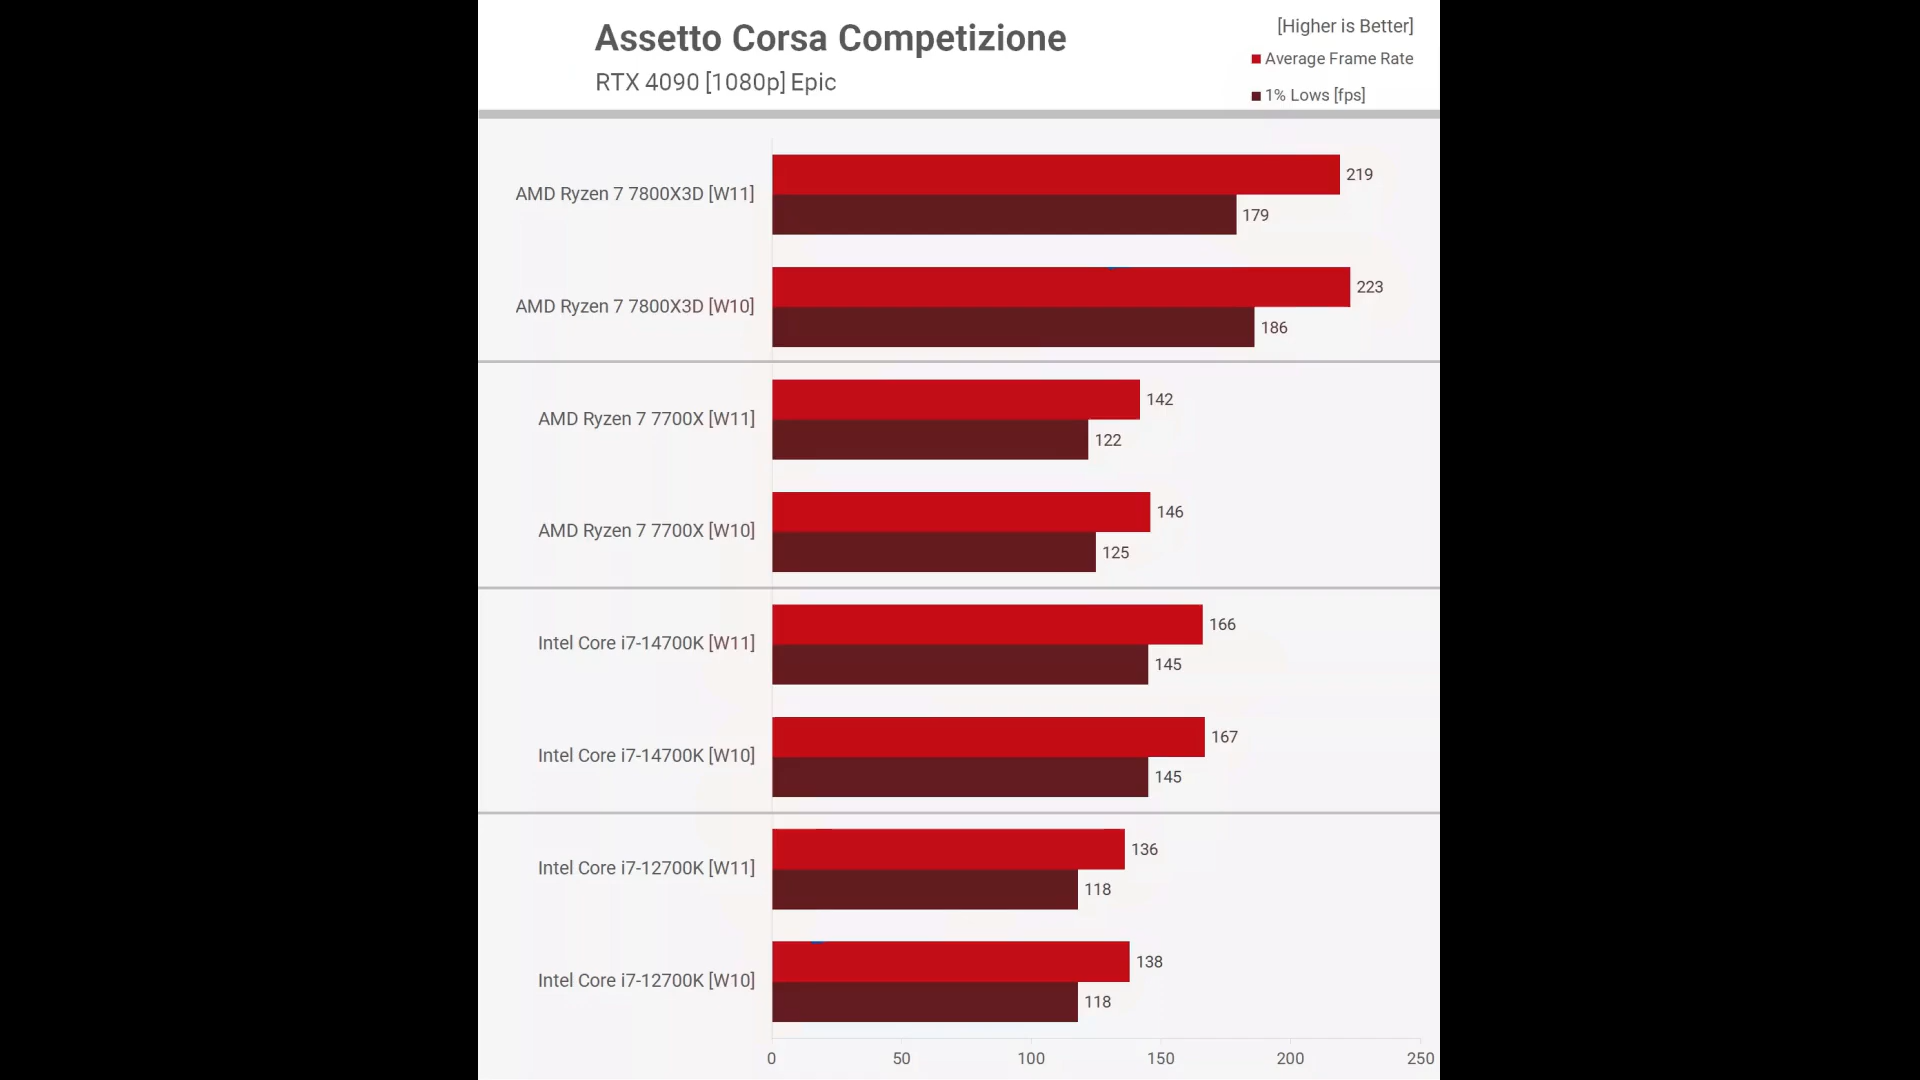 Assetto Corsa Competizione
RTX 4090 [1080p] Epic
[Higher is Better]
Average Frame Rate
1% Lows [fps]
AMD Ryzen 7 7800X3D [W11]
219
179
AMD Ryzen 7 7800X3D [W10]
223
186
AMD Ryzen 7 7700X [W11]
142
122
AMD Ryzen 7 7700X [W10]
146
125
Intel Core i7-14700K [W11]
166
145
Intel Core i7-14700K [W10]
167
145
Intel Core i7-12700K [W11]
136
118
Intel Core i7-12700K [W10]
138
118
0 50 100 150 200 250